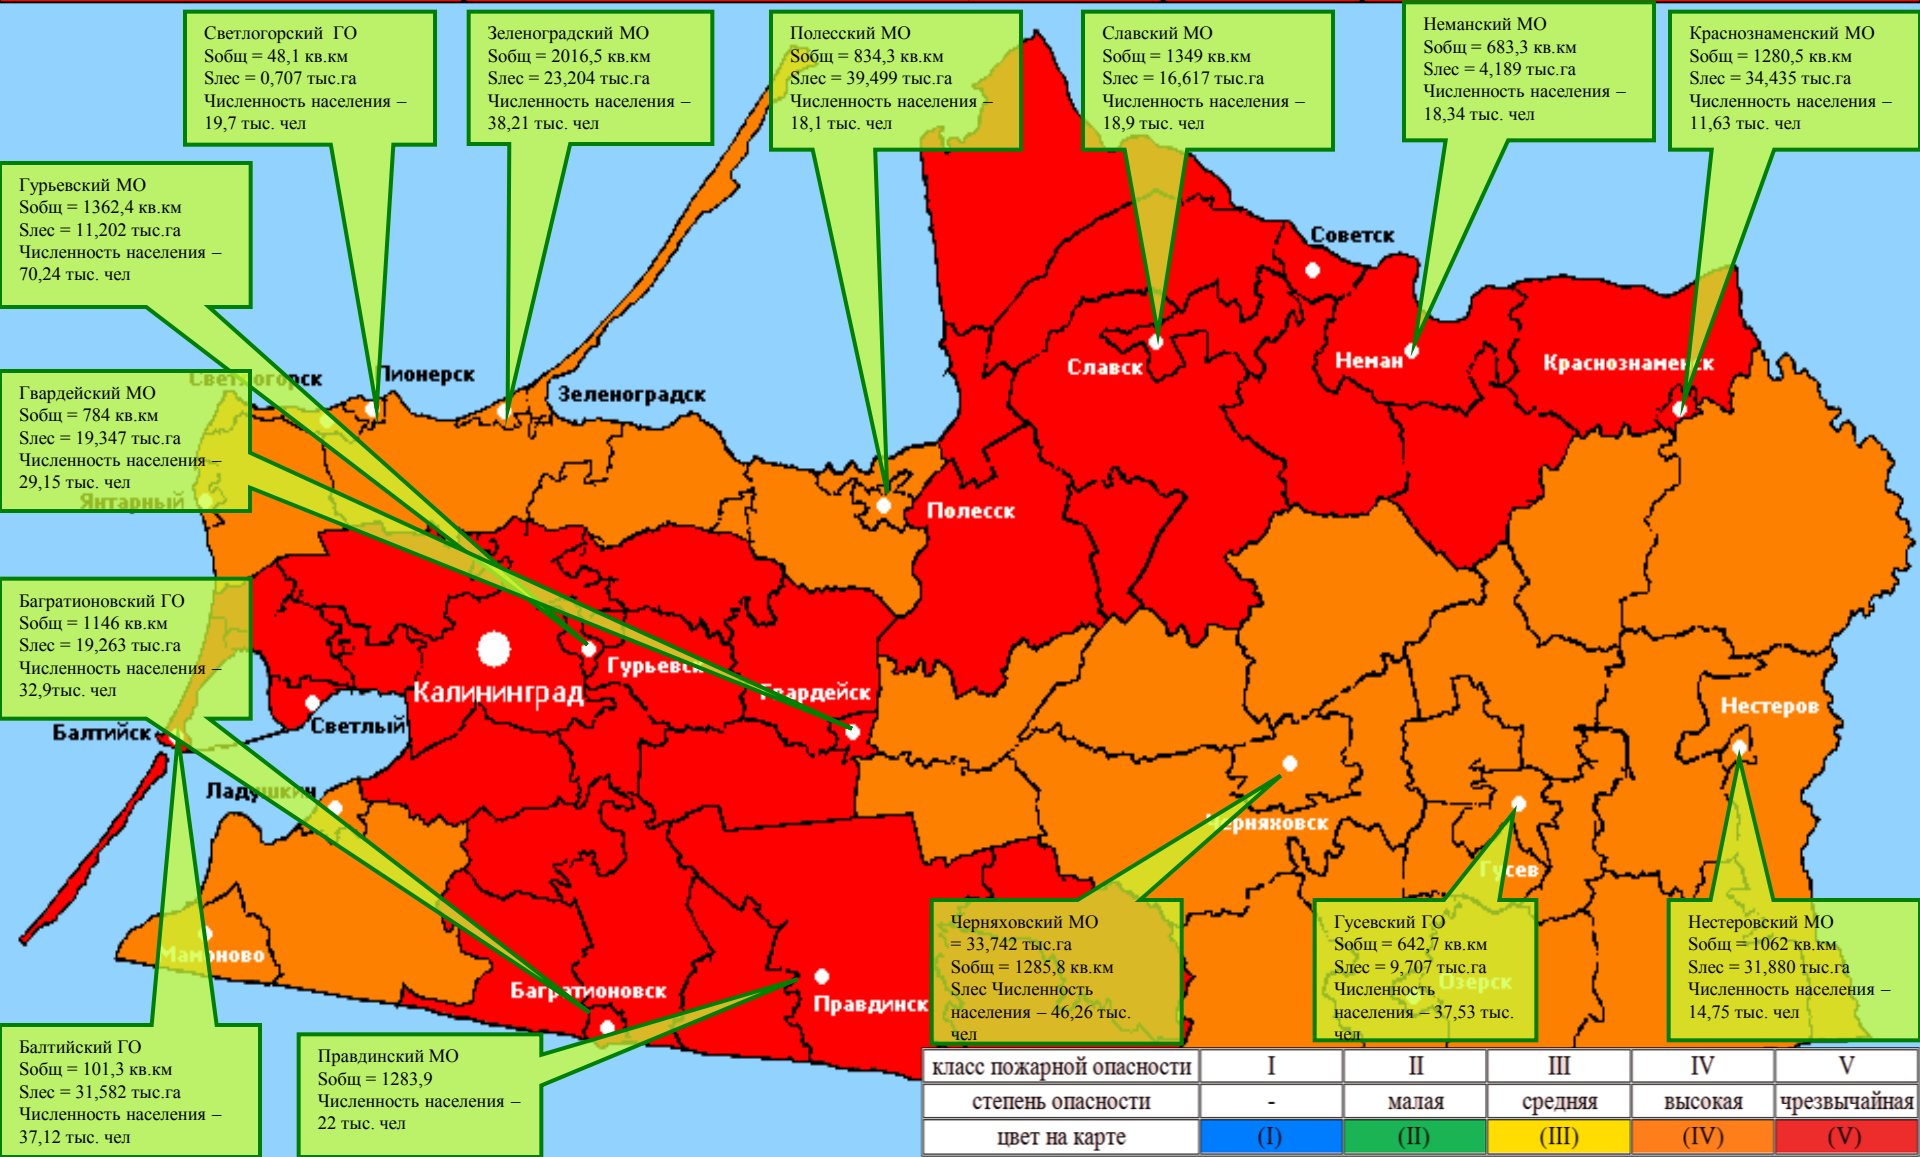 Светлогорский ГО
Sобщ = 48,1 кв.км
Sлес = 0,707 тыс.га
Численность населения –
19,7 тыс. чел
Зеленоградский МО
Sобщ = 2016,5 кв.км
Sлес = 23,204 тыс.га
Численность населения –
38,21 тыс. чел
Полесский МО
Sобщ = 834,3 кв.км
Sлес = 39,499 тыс.га
Численность населения –
18,1 тыс. чел
Славский МО
Sобщ = 1349 кв.км
Sлес = 16,617 тыс.га
Численность населения –
18,9 тыс. чел
Неманский МО
Sобщ = 683,3 кв.км
Sлес = 4,189 тыс.га
Численность населения –
18,34 тыс. чел
Краснознаменский МО
Sобщ = 1280,5 кв.км
Sлес = 34,435 тыс.га
Численность населения –
11,63 тыс. чел
Гурьевский МО
Sобщ = 1362,4 кв.км
Sлес = 11,202 тыс.га
Численность населения –
70,24 тыс. чел
Советск
Славск
Неман
Краснознаменск
Светлогорск
Пионерск
Зеленоградск
Гвардейский МО
Sобщ = 784 кв.км
Sлес = 19,347 тыс.га
Численность населения –
29,15 тыс. чел
Янтарный
Полесск
Багратионовский ГО
Sобщ = 1146 кв.км
Sлес = 19,263 тыс.га
Численность населения –
32,9тыс. чел
Гурьевск
Калининград
Гвардейск
Нестеров
Балтийск
Светлый
Ладушкин
Черняховск
Гусев
Мамоново
Багратионовск
Правдинск
Озерск
Черняховский МО
= 33,742 тыс.га
Sобщ = 1285,8 кв.км
Sлес Численность
населения – 46,26 тыс.
чел
Гусевский ГО
Sобщ = 642,7 кв.км
Sлес = 9,707 тыс.га
Численность
населения – 37,53 тыс.
чел
Нестеровский МО
Sобщ = 1062 кв.км
Sлес = 31,880 тыс.га
Численность населения –
14,75 тыс. чел
Балтийский ГО
Sобщ = 101,3 кв.км
Sлес = 31,582 тыс.га
Численность населения –
37,12 тыс. чел
Правдинский МО
Sобщ = 1283,9
Численность населения –
22 тыс. чел
класс пожарной опасности I II III IV V
степень опасности - малая средняя высокая чрезвычайная
цвет на карте (I) (II) (III) (IV) (V)